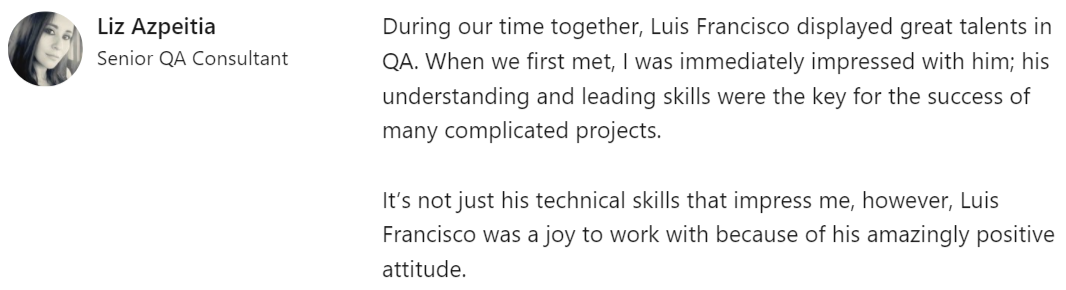 Liz Azpeitia
Senior QA Consultant
During our time together, Luis Francisco displayed great talents in
QA. When we first met, I was immediately impressed with him; his
understanding and leading skills were the key for the success of
many complicated projects.
It’s not just his technical skills that impress me, however, Luis
Francisco was a joy to work with because of his amazingly positive
attitude.